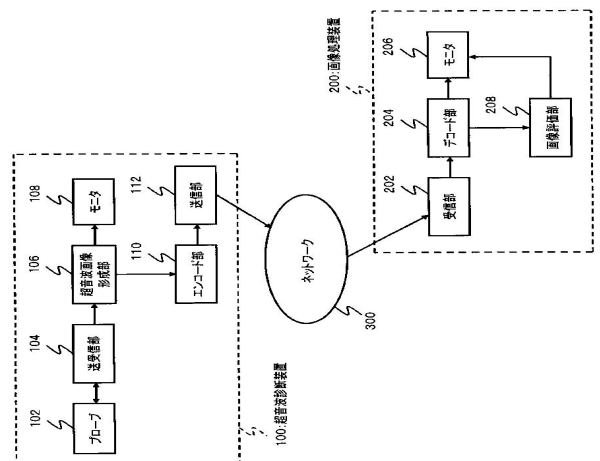 102
プローブ
104
送受信部
106
超音波画像
形成部
108
モニタ
110
エンコード部
112
送信部
100:超音波診断装置
ネットワーク
300
202
受信部
204
デコード部
206
モニタ
208
画像評価部
200:画像処理装置